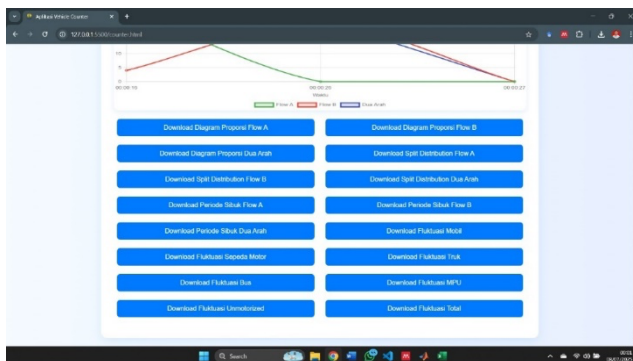 Aplikasi Vehicle Counter
127.0.0.1:5500/counter.html
10
5
0
00:00:19
00:00:26
00:00:27
Waktu
Flow A
Flow B
Dua Arah
Download Diagram Proporsi Flow A
Download Diagram Proporsi Flow B
Download Diagram Proporsi Dua Arah
Download Split Distribution Flow A
Download Split Distribution Flow B
Download Split Distribution Dua Arah
Download Periode Sibuk Flow A
Download Periode Sibuk Flow B
Download Periode Sibuk Dua Arah
Download Fluktuasi Mobil
Download Fluktuasi Sepeda Motor
Download Fluktuasi Truk
Download Fluktuasi Bus
Download Fluktuasi MPU
Download Fluktuasi Unmotorized
Download Fluktuasi Total
Search